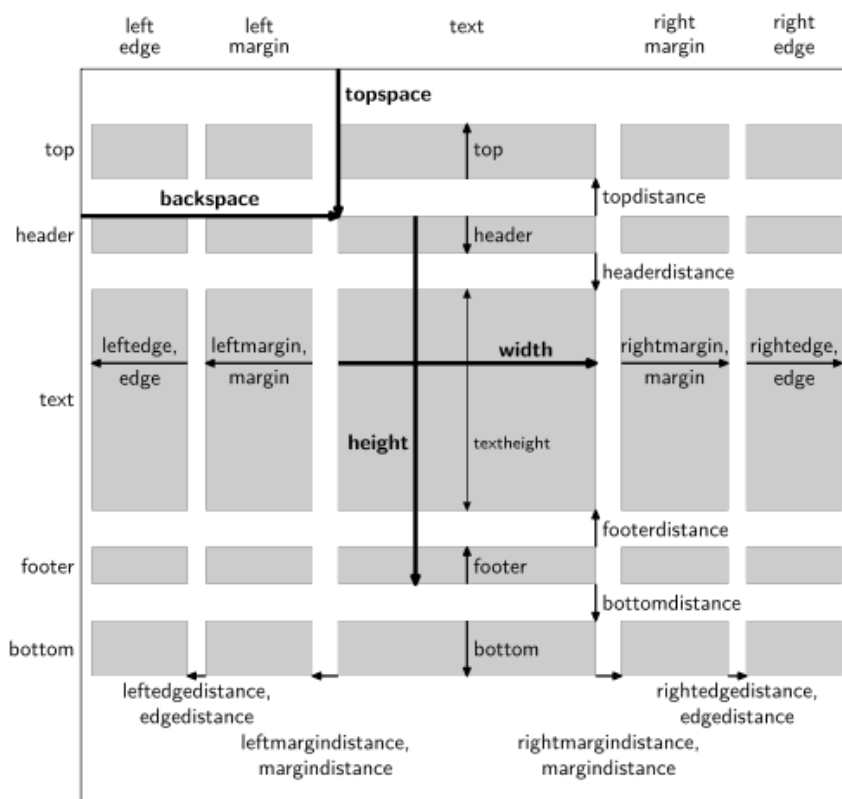 left
edge
left
margin
text
right
margin
right
edge
topspace
top
top
backspace
topdistance
header
header
headerdistance
leftedge,
edge
leftmargin,
margin
width
rightmargin,
margin
rightedge,
edge
text
height
textheight
footerdistance
footer
footer
bottomdistance
bottom
bottom
leftedgedistance,
edgedistance
rightedgedistance,
edgedistance
leftmargindistance,
margindistance
rightmargindistance,
margindistance